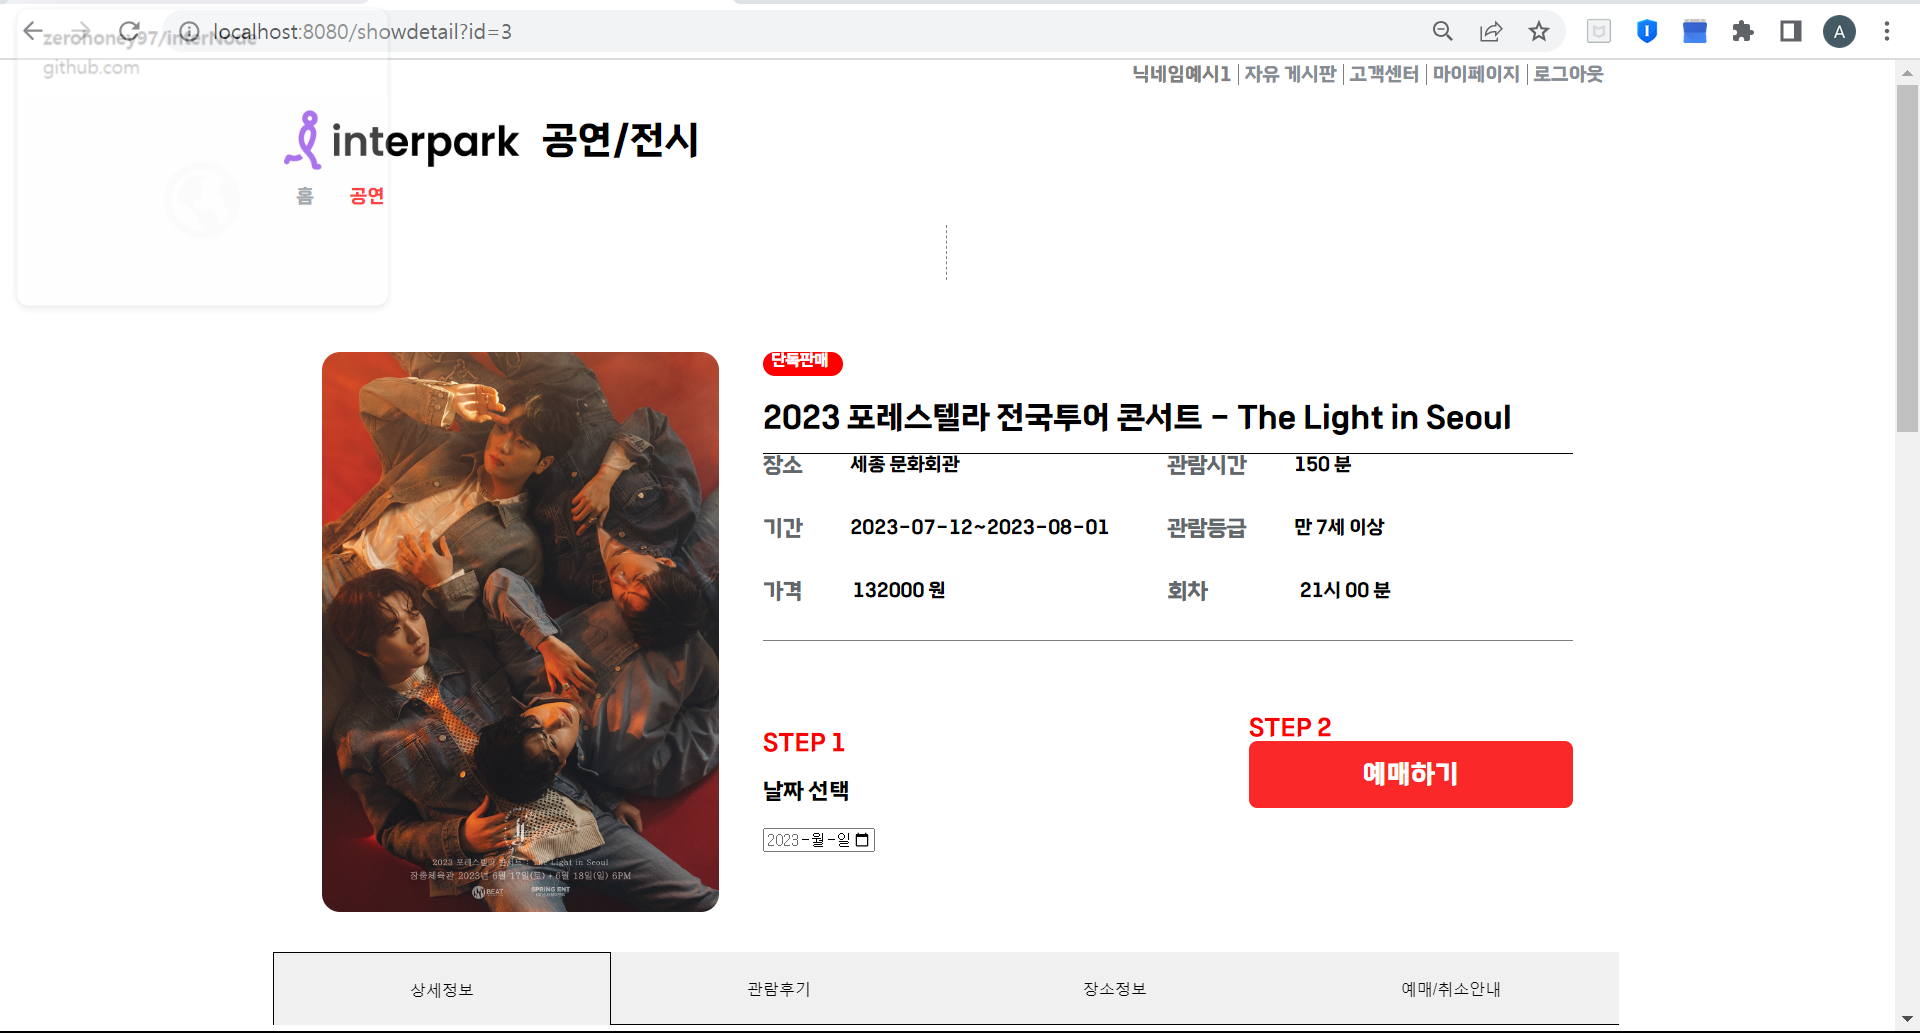 zerohoney97/interNode
localhost:8080/showdetail?id=3
A
github.com
닉네임예시1 | 자유 게시판 | 고객센터 | 마이페이지 | 로그아웃
interpark 공연/전시
홈 공연
단독판매
2023 포레스텔라 전국투어 콘서트 - The Light in Seoul
장소 세종 문화회관 관람시간 150 분
기간 2023-07-12~2023-08-01 관람등급 만 7세 이상
가격 132000 원 회차 21시 00 분
STEP 1
STEP 2
날짜 선택
예매하기
2023-월-일
2023 포레스텔라 콘서트 : The Light in Seoul
장충체육관 2023년 6월 17일(토) + 6월 18일(일) 6PM
BEAT
SPRING ENT
상세정보 관람후기 장소정보 예매/취소안내